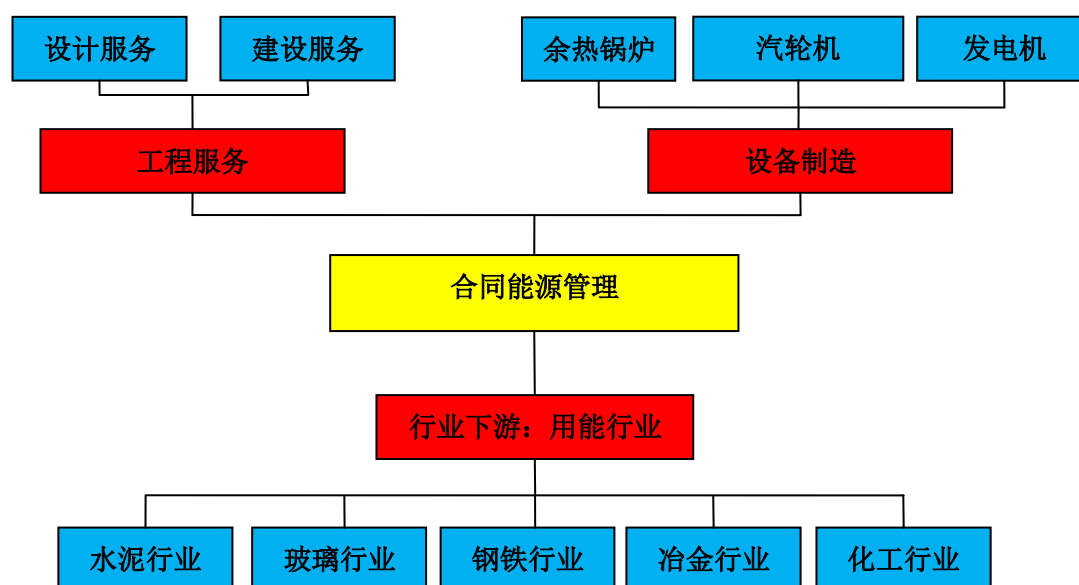 设计服务
建设服务
余热锅炉
汽轮机
发电机
工程服务
设备制造
合同能源管理
行业下游：用能行业
水泥行业
玻璃行业
钢铁行业
冶金行业
化工行业